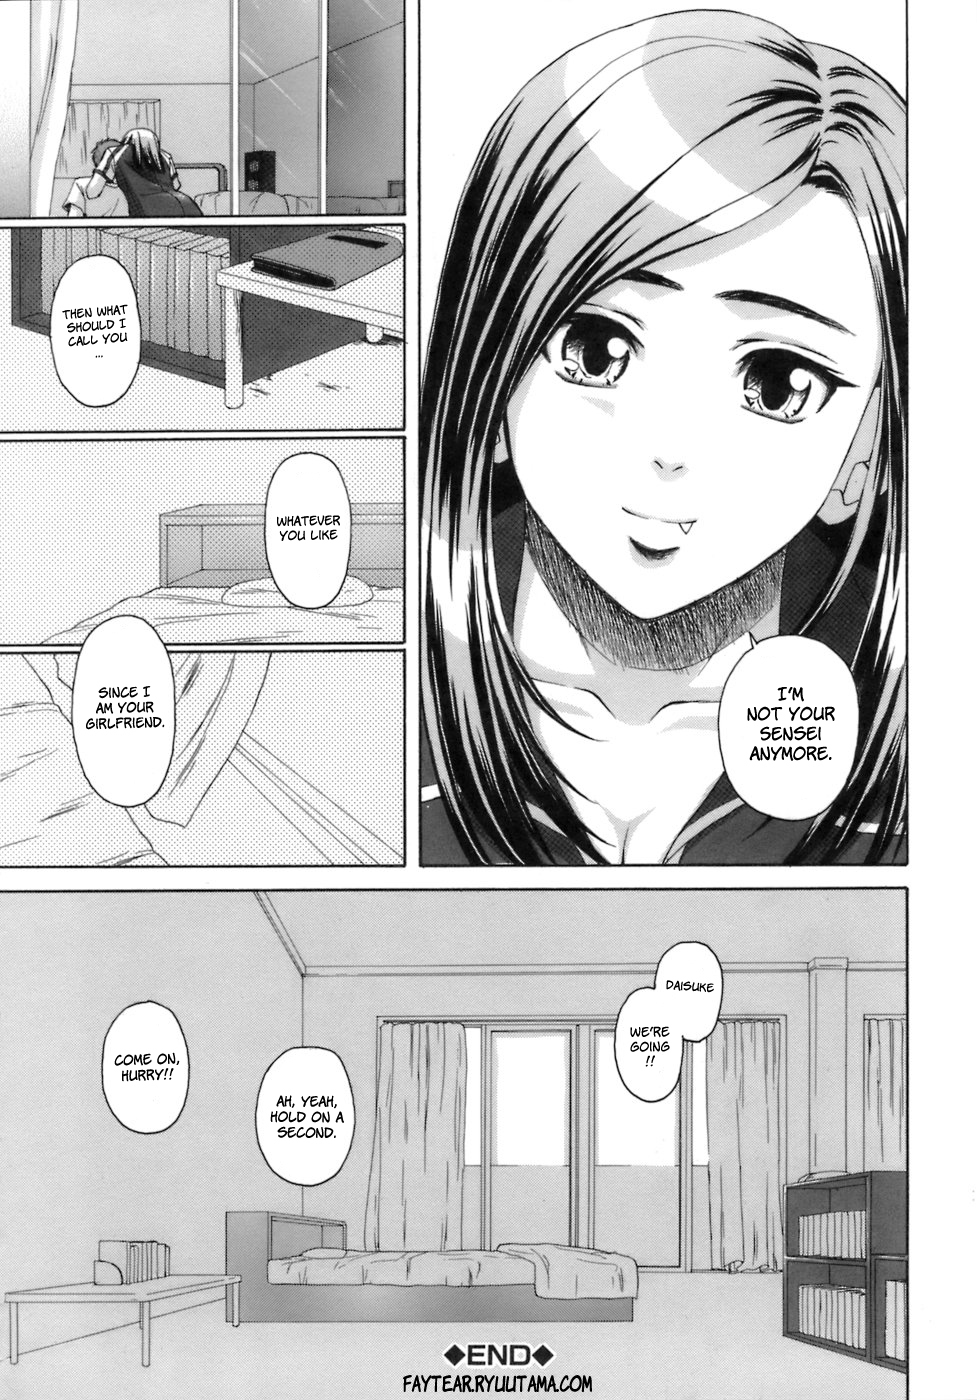 I'M
NOT YOUR
SENSEI
ANYMORE.
THEN WHAT
SHOULD I
CALL YOU
...
WHATEVER
YOU LIKE
SINCE I
AM YOUR
GIRLFRIEND.
DAISUKE
WE'RE
GOING
!!
AH, YEAH,
HOLD ON A
SECOND.
COME ON,
HURRY!!
◆END◆
FAYTEAR.RYUUTAMA.COM